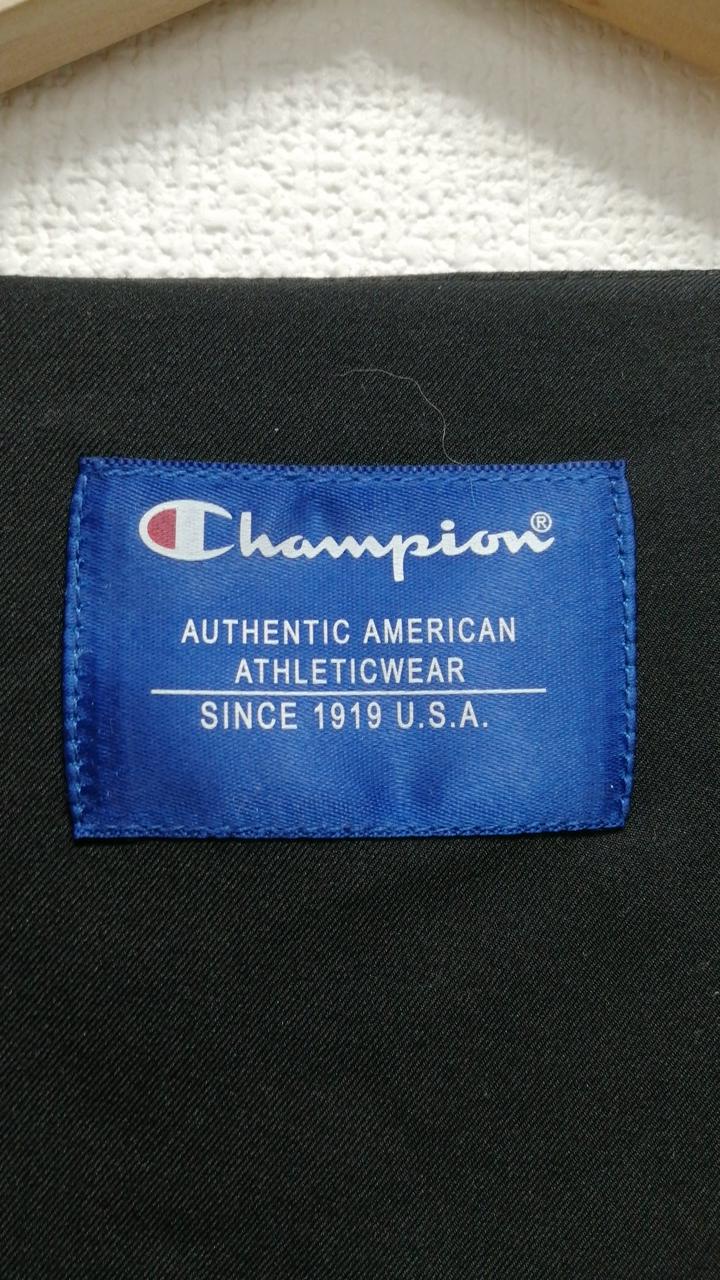 Champion®
AUTHENTIC AMERICAN
ATHLETICWEAR
SINCE 1919 U.S.A.